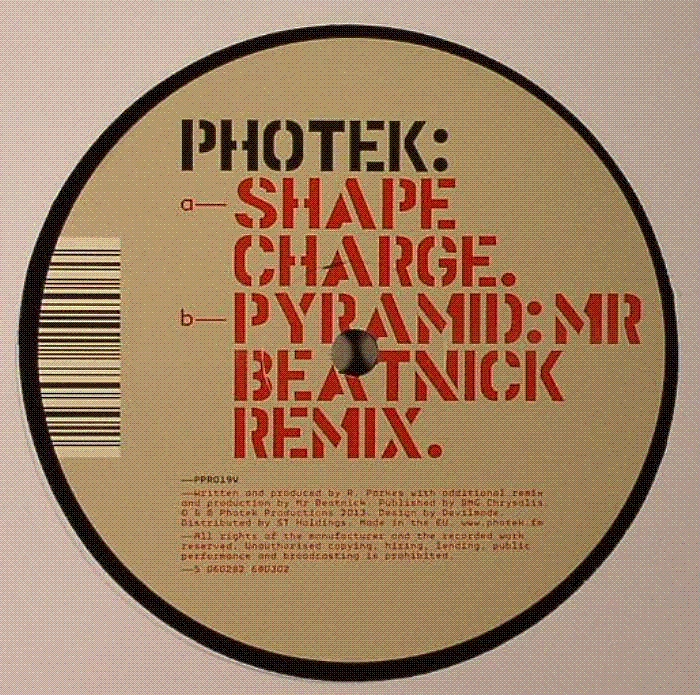 PHOTEK:
a— SHAPE
CHARGE.
b— PYRAMID: MR
BEATNICK
REMIX.
—PPRO19V
—Written and produced by R. Parkes with additional remix
and production by Mr Beatnick. Published by BMG Chrysalis
© & ® Photek Productions 2013. Design by Devilmode.
Distributed by ST Holdings. Made in the EU. www.photek.fm
—All rights of the manufacturer and the recorded work
reserved. Unauthorised copying, hiring, lending, public
performance and broadcasting is prohibited.
—5 060282 680302